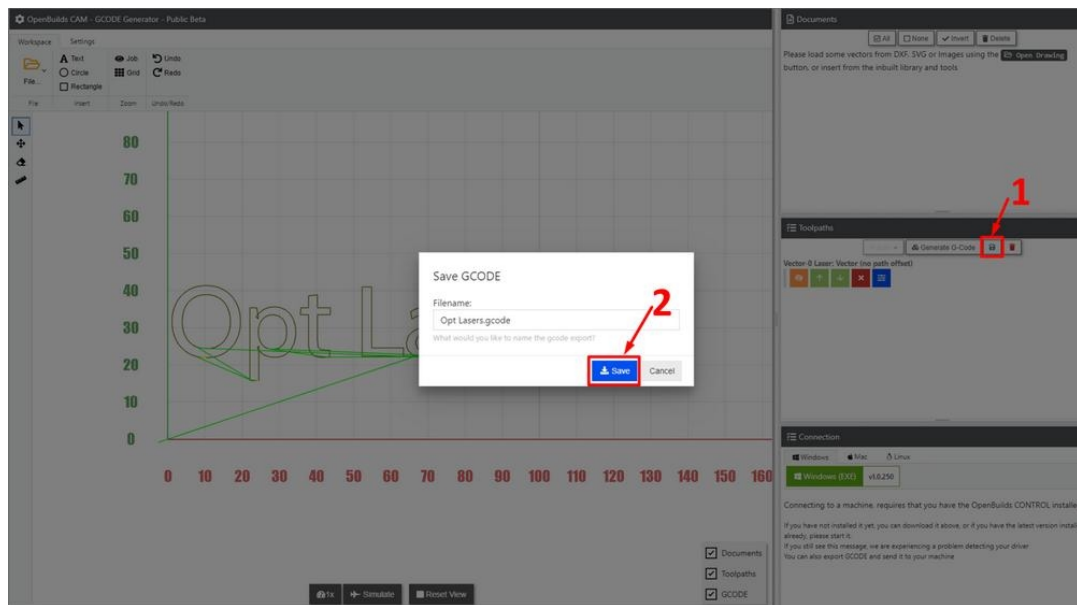 OpenBuilds CAM - GCODE Generator - Public Beta
Workspace Settings
File...
A Text
Circle
Rectangle
Job
Grid
Undo
Redo
File Insert Zoom Undo/Redo
80
70
60
50
40
30
20
10
0
0 10 20 30 40 50 60 70 80 90 100 110 120 130 140 150 160
Opt La
Save GCODE
Filename:
Opt Lasers.gcode
What would you like to name the gcode export?
Save Cancel
2
Documents
Toolpaths
GCODE
1x Simulate Reset View
Documents
All None Invert Delete
Please load some vectors from DXF, SVG or Images using the Open Drawing
button, or insert from the inbuilt library and tools
1
Toolpaths
Generate G-Code
Vector-0 Laser: Vector (no path offset)
Connection
Windows Mac Linux
Windows (EXE) v1.0.250
Connecting to a machine, requires that you have the OpenBuilds CONTROL installe
If you have not installed it yet, you can download it above, or if you have the latest version install
already, please start it.
If you still see this message, we are experiencing a problem detecting your driver
You can also export GCODE and send it to your machine